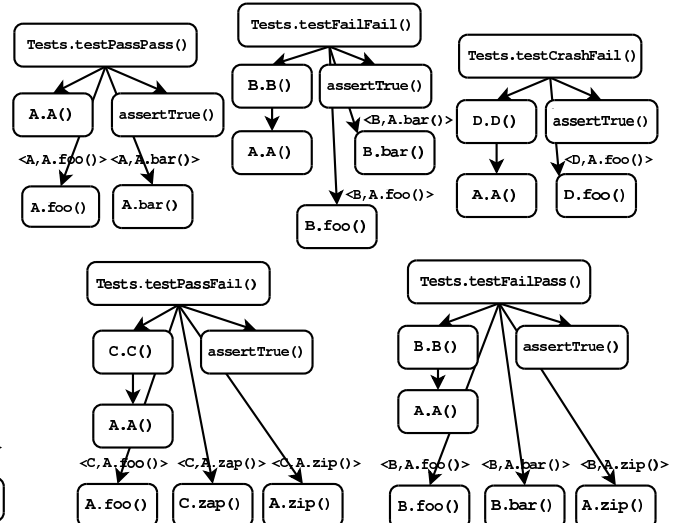 Tests.testPassPass()
A.A()
assertTrue()
<A,A.foo()>
<A,A.bar()>
A.foo()
A.bar()
Tests.testFailFail()
B.B()
assertTrue()
<B,A.bar()>
A.A()
B.bar()
<B,A.foo()>
B.foo()
Tests.testCrashFail()
D.D()
assertTrue()
<D,A.foo()>
A.A()
D.foo()
Tests.testPassFail()
C.C()
assertTrue()
A.A()
<C,A.foo()>
<C,A.zap()>
<C,A.zip()>
A.foo()
C.zap()
A.zip()
Tests.testFailPass()
B.B()
assertTrue()
A.A()
<B,A.foo()>
<B,A.bar()>
<B,A.zip()>
B.foo()
B.bar()
A.zip()